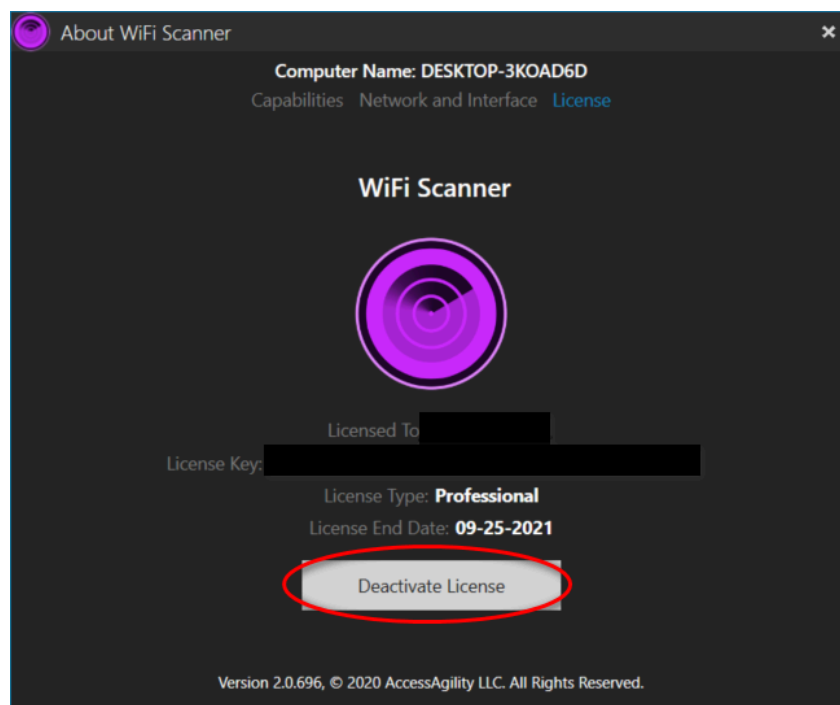 About WiFi Scanner
Computer Name: DESKTOP-3KOAD6D
Capabilities Network and Interface License
WiFi Scanner
Licensed To
License Key:
License Type: Professional
License End Date: 09-25-2021
Deactivate License
Version 2.0.696, © 2020 AccessAgility LLC. All Rights Reserved.